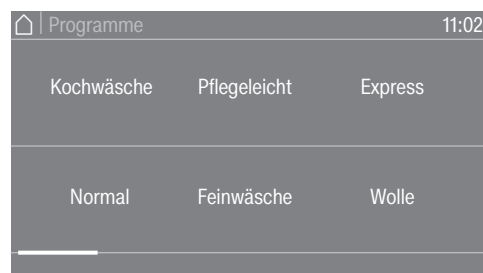 Programme 11:02
Kochwäsche Pflegeleicht Express
Normal Feinwäsche Wolle